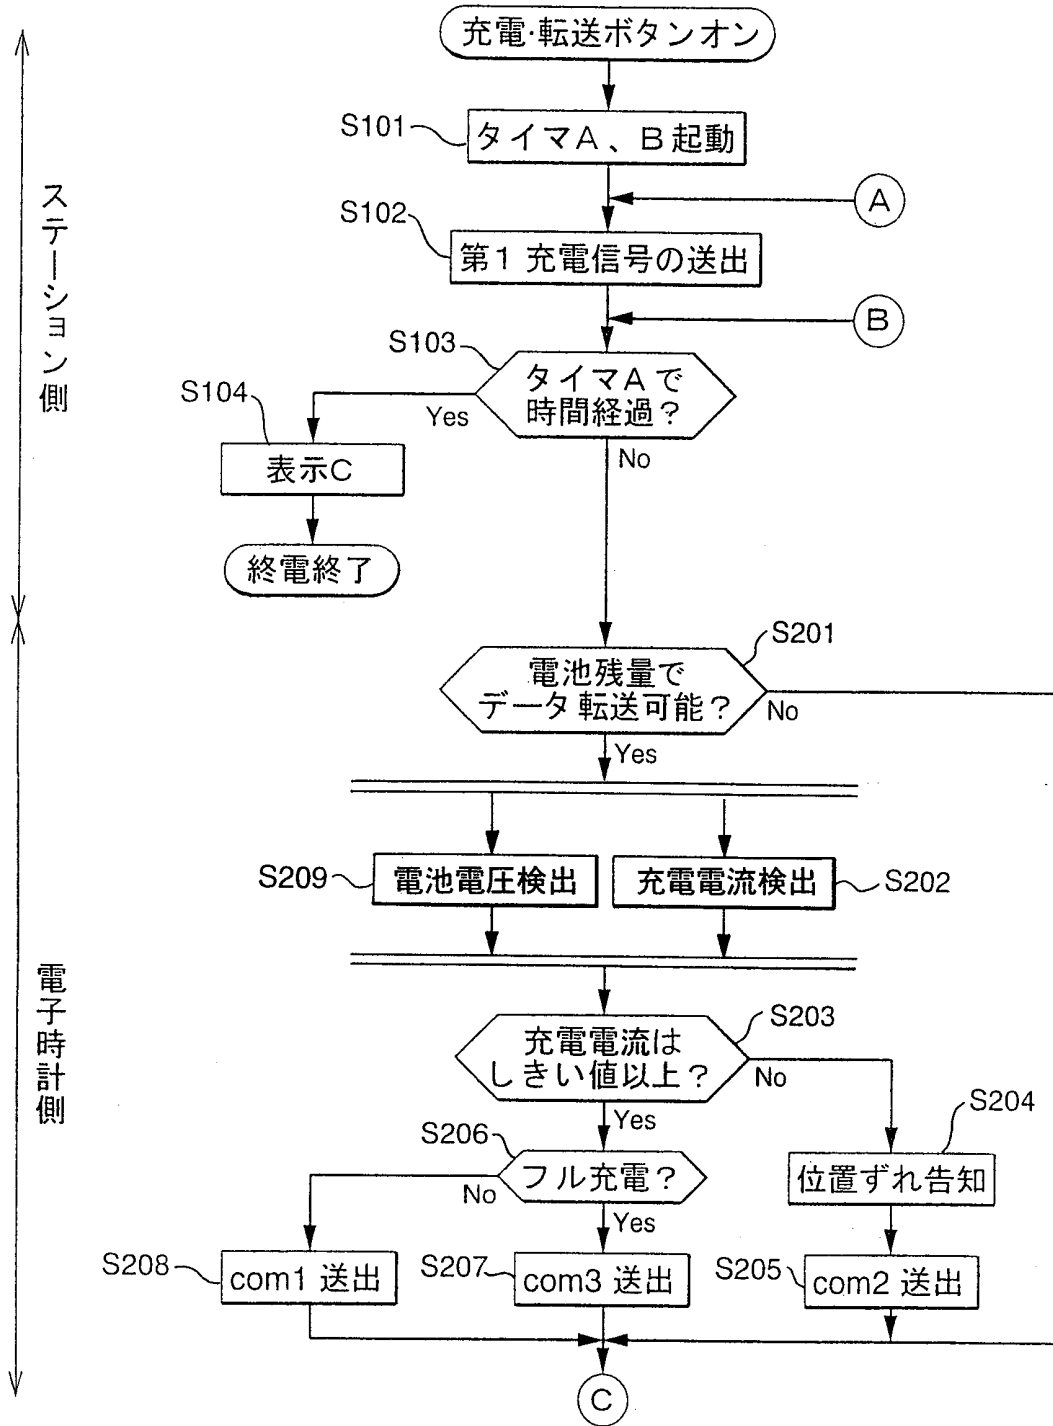 充電·転送ボタンオン
S101
タイマA、B起動
A
S102
第1充電信号の送出
B
S103
タイマAで
時間経過?
Yes
No
S104
表示C
終電終了
ステーション側
S201
電池残量で
データ転送可能?
No
Yes
S209
電池電圧検出
充電電流検出
S202
S203
充電電流は
しきい値以上?
No
Yes
S204
位置ずれ告知
S206
フル充電?
No
Yes
S208
com1 送出
S207
com3 送出
S205
com2 送出
C
電子時計側